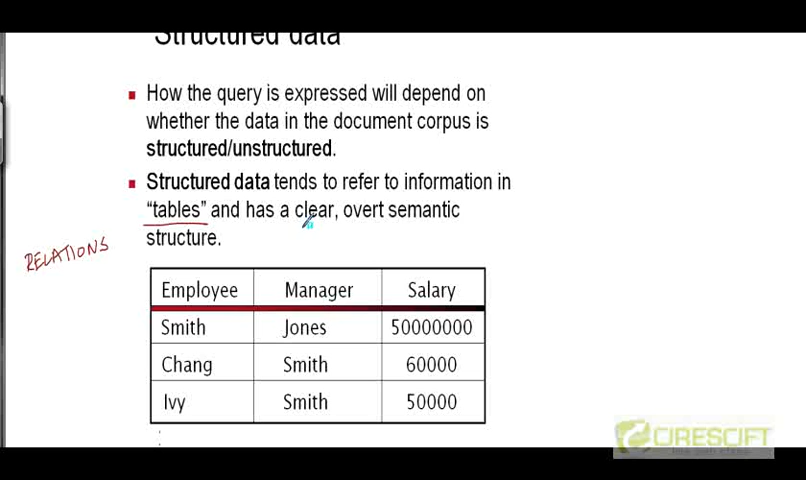 Structured data
How the query is expressed will depend on
whether the data in the document corpus is
structured/unstructured.
Structured data tends to refer to information in
“tables” and has a clear, overt semantic
structure.
RELATIONS
Employee Manager Salary
Smith Jones 50000000
Chang Smith 60000
Ivy Smith 50000